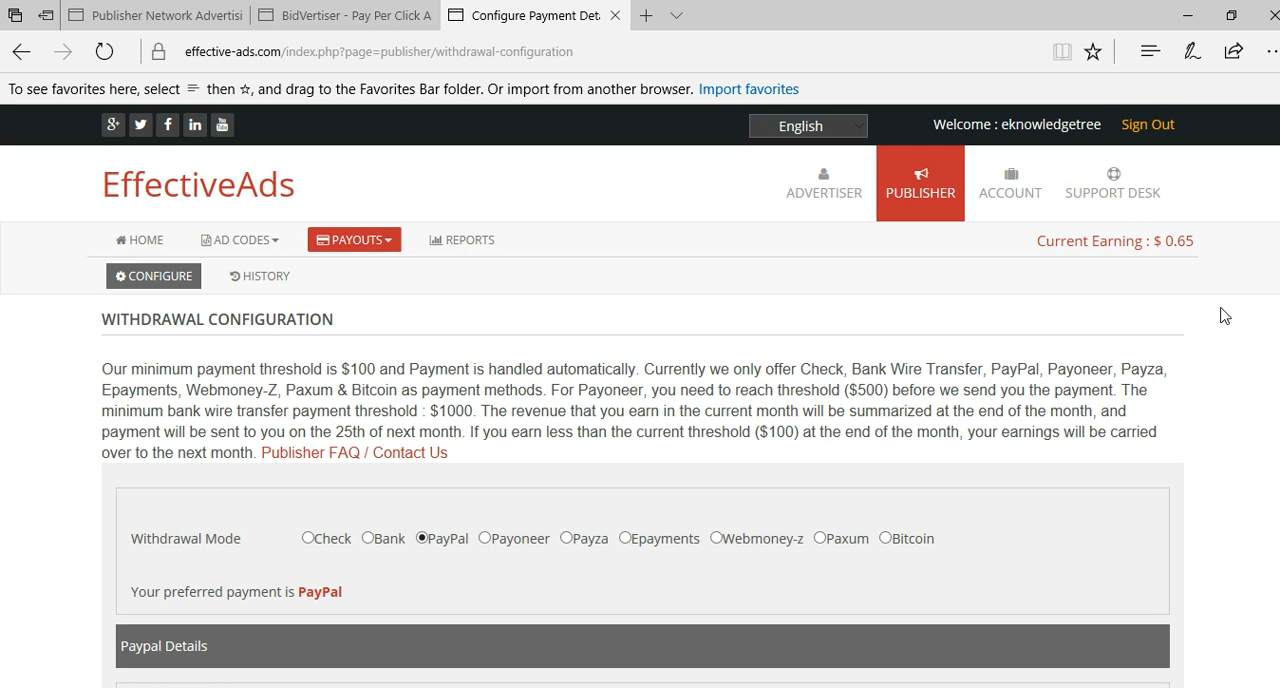 Publisher Network Advertisi
BidVertiser - Pay Per Click A
Configure Payment Det
effective-ads.com/index.php?page=publisher/withdrawal-configuration
To see favorites here, select then ☆, and drag to the Favorites Bar folder. Or import from another browser. Import favorites
English
Welcome : eknowledgetree Sign Out
EffectiveAds
ADVERTISER
PUBLISHER
ACCOUNT
SUPPORT DESK
HOME
AD CODES
PAYOUTS
REPORTS
Current Earning : $ 0.65
CONFIGURE
HISTORY
WITHDRAWAL CONFIGURATION
Our minimum payment threshold is $100 and Payment is handled automatically. Currently we only offer Check, Bank Wire Transfer, PayPal, Payoneer, Payza,
Epayments, Webmoney-Z, Paxum & Bitcoin as payment methods. For Payoneer, you need to reach threshold ($500) before we send you the payment. The
minimum bank wire transfer payment threshold : $1000. The revenue that you earn in the current month will be summarized at the end of the month, and
payment will be sent to you on the 25th of next month. If you earn less than the current threshold ($100) at the end of the month, your earnings will be carried
over to the next month. Publisher FAQ / Contact Us
Withdrawal Mode Check Bank PayPal Payoneer Payza Epayments Webmoney-z Paxum Bitcoin
Your preferred payment is PayPal
Paypal Details